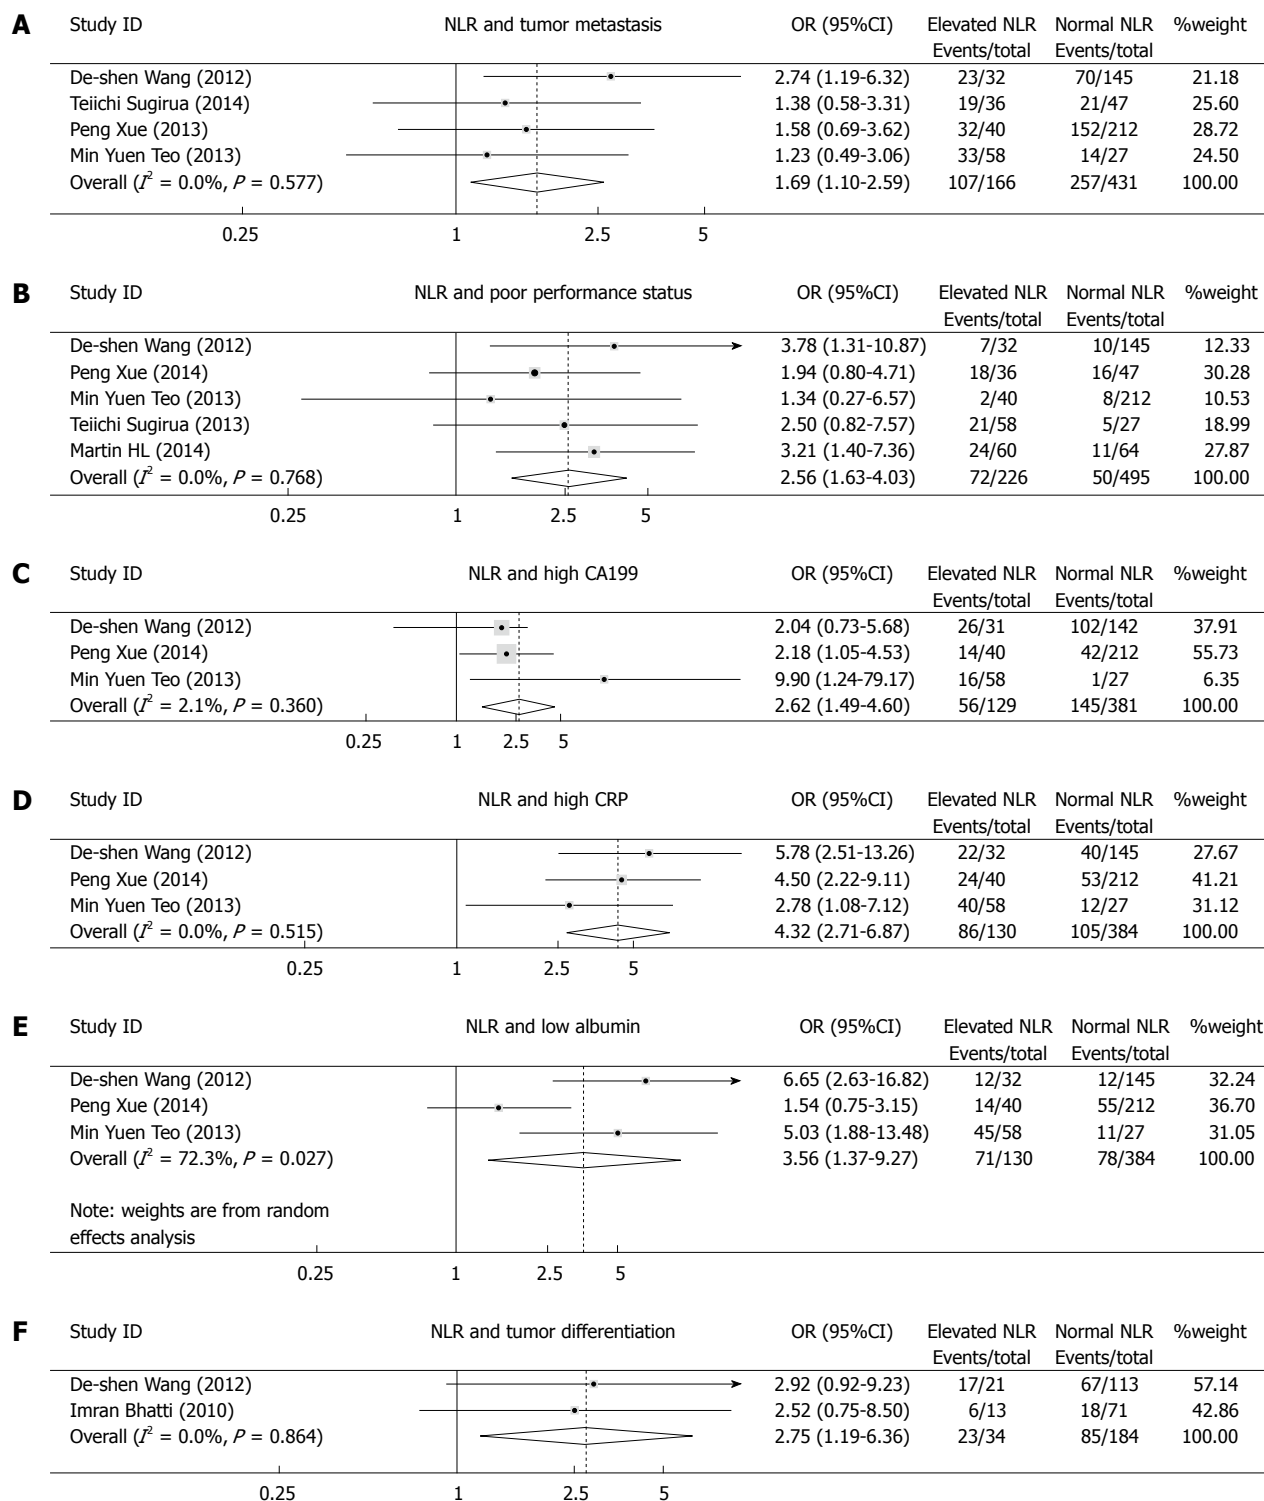 A Study ID NLR and tumor metastasis OR (95%CI) Elevated NLR Normal NLR %weight
Events/total Events/total
De-shen Wang (2012) 2.74 (1.19-6.32) 23/32 70/145 21.18
Teiichi Sugirua (2014) 1.38 (0.58-3.31) 19/36 21/47 25.60
Peng Xue (2013) 1.58 (0.69-3.62) 32/40 152/212 28.72
Min Yuen Teo (2013) 1.23 (0.49-3.06) 33/58 14/27 24.50
Overall (I² = 0.0%, P = 0.577) 1.69 (1.10-2.59) 107/166 257/431 100.00
0.25 1 2.5 5
B Study ID NLR and poor performance status OR (95%CI) Elevated NLR Normal NLR %weight
Events/total Events/total
De-shen Wang (2012) 3.78 (1.31-10.87) 7/32 10/145 12.33
Peng Xue (2014) 1.94 (0.80-4.71) 18/36 16/47 30.28
Min Yuen Teo (2013) 1.34 (0.27-6.57) 2/40 8/212 10.53
Teiichi Sugirua (2013) 2.50 (0.82-7.57) 21/58 5/27 18.99
Martin HL (2014) 3.21 (1.40-7.36) 24/60 11/64 27.87
Overall (I² = 0.0%, P = 0.768) 2.56 (1.63-4.03) 72/226 50/495 100.00
0.25 1 2.5 5
C Study ID NLR and high CA199 OR (95%CI) Elevated NLR Normal NLR %weight
Events/total Events/total
De-shen Wang (2012) 2.04 (0.73-5.68) 26/31 102/142 37.91
Peng Xue (2014) 2.18 (1.05-4.53) 14/40 42/212 55.73
Min Yuen Teo (2013) 9.90 (1.24-79.17) 16/58 1/27 6.35
Overall (I² = 2.1%, P = 0.360) 2.62 (1.49-4.60) 56/129 145/381 100.00
0.25 1 2.5 5
D Study ID NLR and high CRP OR (95%CI) Elevated NLR Normal NLR %weight
Events/total Events/total
De-shen Wang (2012) 5.78 (2.51-13.26) 22/32 40/145 27.67
Peng Xue (2014) 4.50 (2.22-9.11) 24/40 53/212 41.21
Min Yuen Teo (2013) 2.78 (1.08-7.12) 40/58 12/27 31.12
Overall (I² = 0.0%, P = 0.515) 4.32 (2.71-6.87) 86/130 105/384 100.00
0.25 1 2.5 5
E Study ID NLR and low albumin OR (95%CI) Elevated NLR Normal NLR %weight
Events/total Events/total
De-shen Wang (2012) 6.65 (2.63-16.82) 12/32 12/145 32.24
Peng Xue (2014) 1.54 (0.75-3.15) 14/40 55/212 36.70
Min Yuen Teo (2013) 5.03 (1.88-13.48) 45/58 11/27 31.05
Overall (I² = 72.3%, P = 0.027) 3.56 (1.37-9.27) 71/130 78/384 100.00
Note: weights are from random
effects analysis
0.25 1 2.5 5
F Study ID NLR and tumor differentiation OR (95%CI) Elevated NLR Normal NLR %weight
Events/total Events/total
De-shen Wang (2012) 2.92 (0.92-9.23) 17/21 67/113 57.14
Imran Bhatti (2010) 2.52 (0.75-8.50) 6/13 18/71 42.86
Overall (I² = 0.0%, P = 0.864) 2.75 (1.19-6.36) 23/34 85/184 100.00
0.25 1 2.5 5